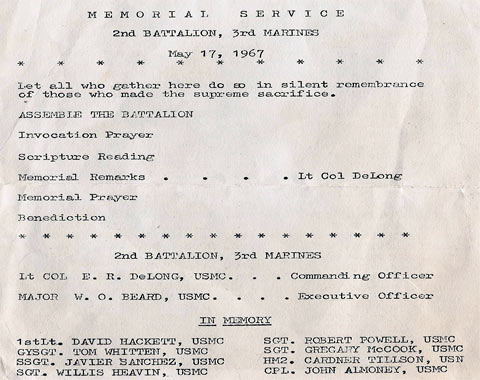 MEMORIAL SERVICE
2nd BATTALION, 3rd MARINES
May 17, 1967
* * * * * * * * * * *
Let all who gather here do so in silent remembrance
of those who made the supreme sacrifice.
ASSEMBLE THE BATTALION
Invocation Prayer
Scripture Reading
Memorial Remarks . . . . . Lt Col DeLong
Memorial Prayer
Benediction
* * * * * * * * * * * * * * * *
2nd BATTALION, 3rd MARINES
Lt COL E. R. DeLONG, USMC. . . Commanding Officer
MAJOR W. O. BEARD, USMC. . . . Executive Officer
IN MEMORY
1stLt. DAVID HACKETT, USMC SGT. ROBERT POWELL, USMC
GYSGT. TOM WHITTEN, USMC SGT. GREGARY McCOOK, USMC
SSGT. JAVIER SANCHEZ, USMC HM2. CARDNER TILLSON, USN
SGT. WILLIS HEAVIN, USMC CPL. JOHN ALMONEY, USMC